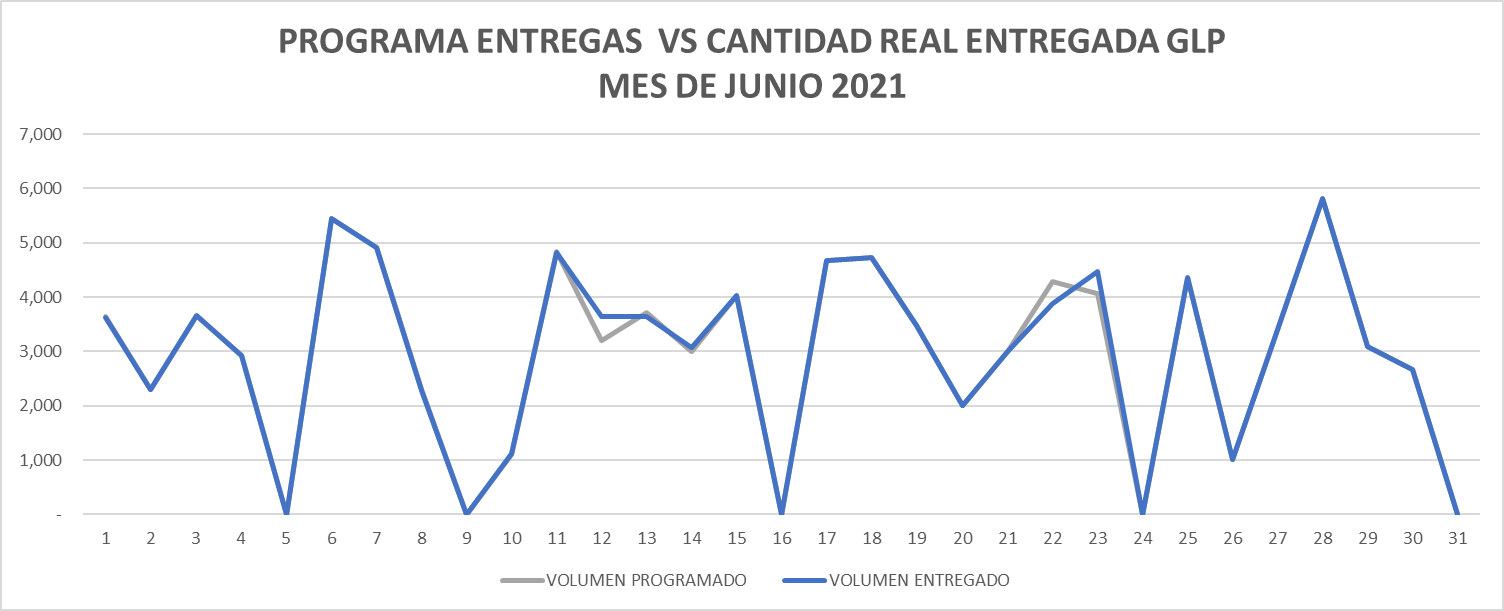 PROGRAMA ENTREGAS  VS CANTIDAD REAL ENTREGADA GLP
MES DE JUNIO 2021
7,000
6,000
5,000
4,000
3,000
2,000
1,000
-
1 2 3 4 5 6 7 8 9 10 11 12 13 14 15 16 17 18 19 20 21 22 23 24 25 26 27 28 29 30 31
VOLUMEN PROGRAMADO VOLUMEN ENTREGADO